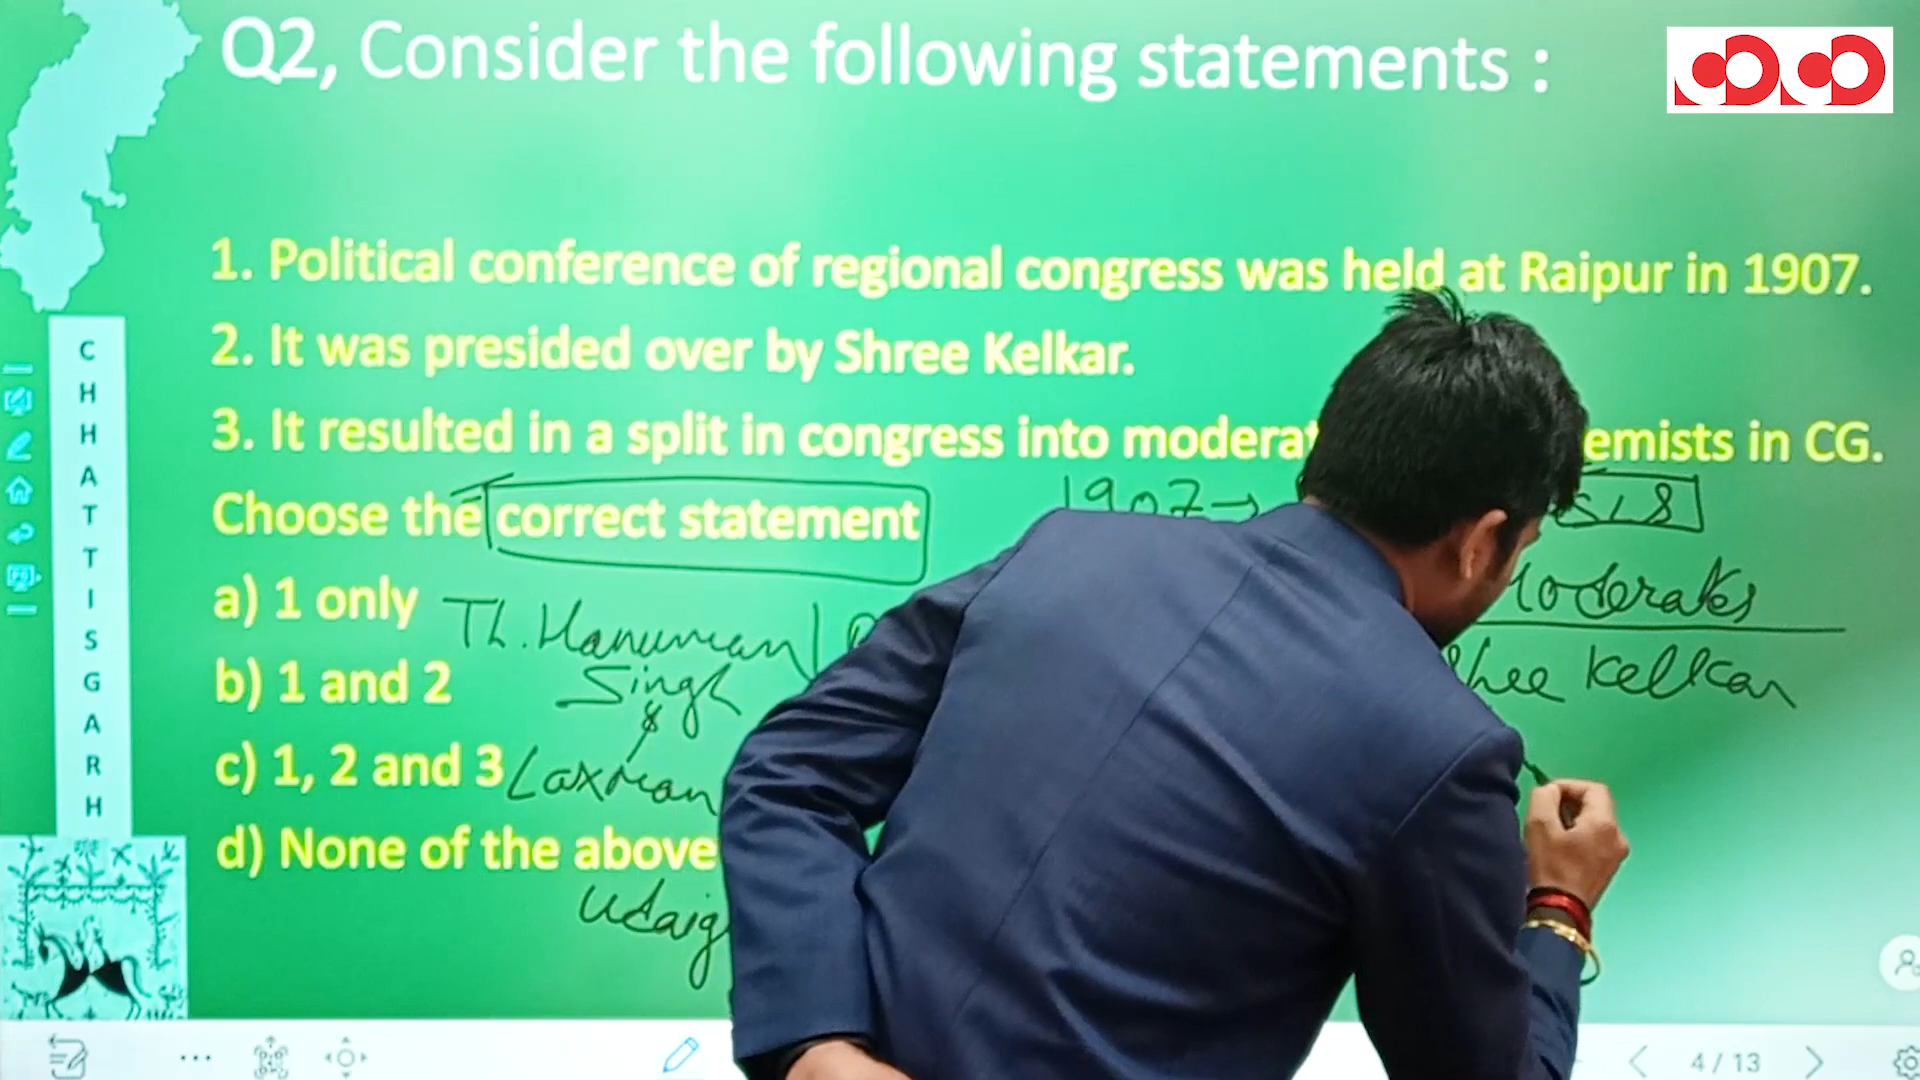 Q2, Consider the following statements :
1. Political conference of regional congress was held at Raipur in 1907.
2. It was presided over by Shree Kelkar.
3. It resulted in a split in congress into moderat emists in CG.
Choose the correct statement
1907 →
a) 1 only
Th. Hanuman
Moderates
b) 1 and 2
Singh
Shree Kelkar
&
c) 1, 2 and 3
Laxman
d) None of the above
Udaig
CHHATTISGARH
4 / 13